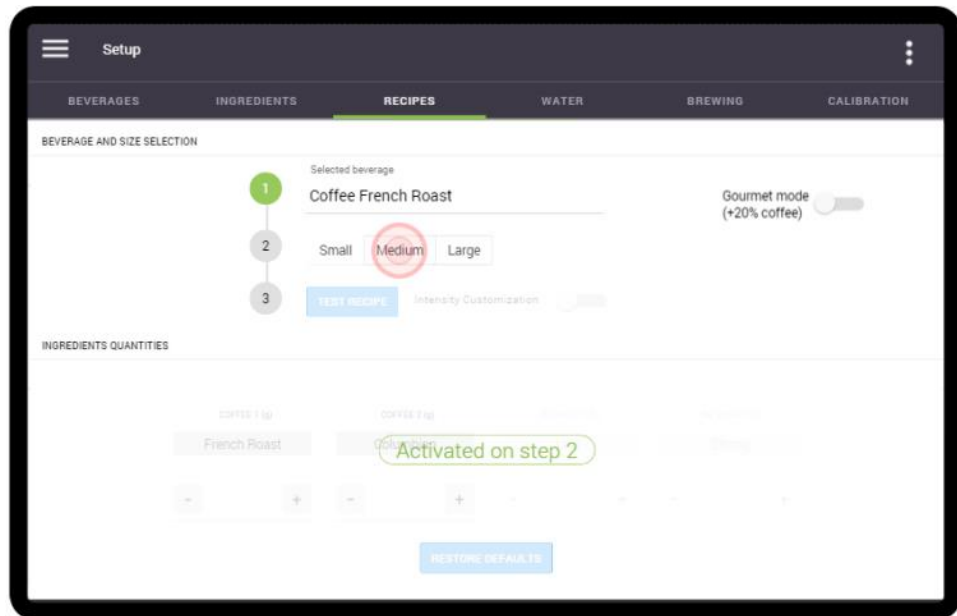 Setup
BEVERAGES INGREDIENTS RECIPES WATER BREWING CALIBRATION
BEVERAGE AND SIZE SELECTION
Selected beverage
1 Coffee French Roast
Gourmet mode
(+20% coffee)
2 Small Medium Large
3 TEST RECIPE Intensity Customization
INGREDIENTS QUANTITIES
French Roast Columbian
Activated on step 2
- + - + - + - +
RESTORE DEFAULTS